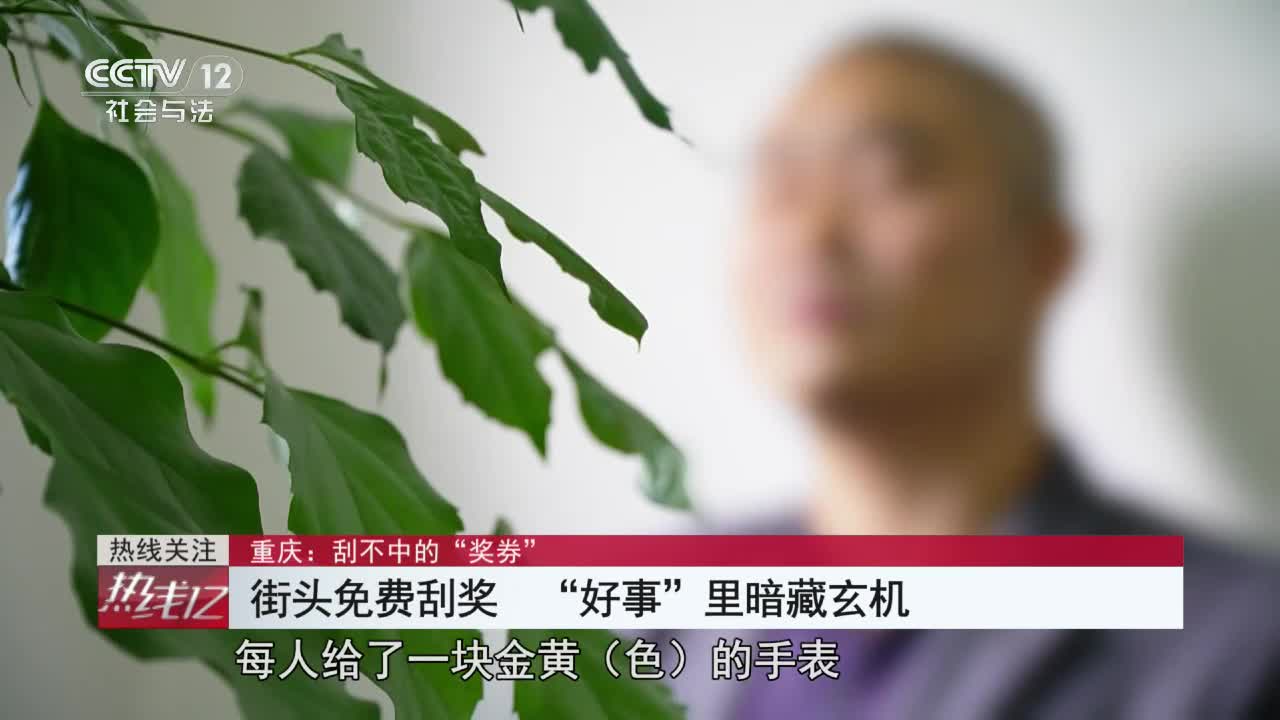 CCTV 12
社会与法
热线关注
重庆：刮不中的“奖券”
热线12
街头免费刮奖 “好事”里暗藏玄机
每人给了一块金黄（色）的手表